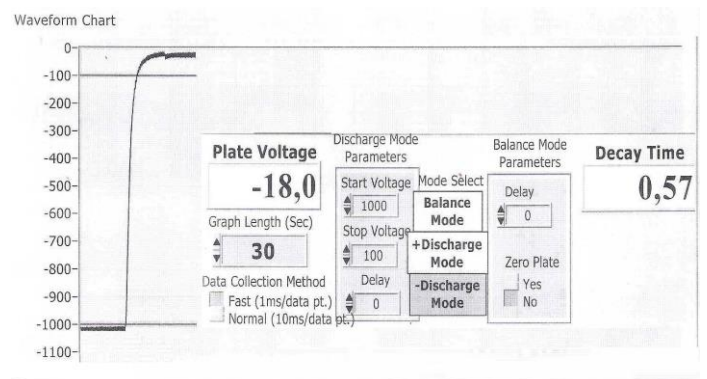 Waveform Chart
0-
-100-
-200-
-300-
-400-
-500-
-600-
-700-
-800-
-900-
-1000-
-1100-
Plate Voltage
-18,0
Graph Length (Sec)
30
Data Collection Method
Fast (1ms/data pt.)
Normal (10ms/data pt.)
Discharge Mode
Parameters
Start Voltage
1000
Stop Voltage
100
Delay
0
Mode Sèlect
Balance
Mode
+Discharge
Mode
-Discharge
Mode
Balance Mode
Parameters
Delay
0
Zero Plate
Yes
No
Decay Time
0,57